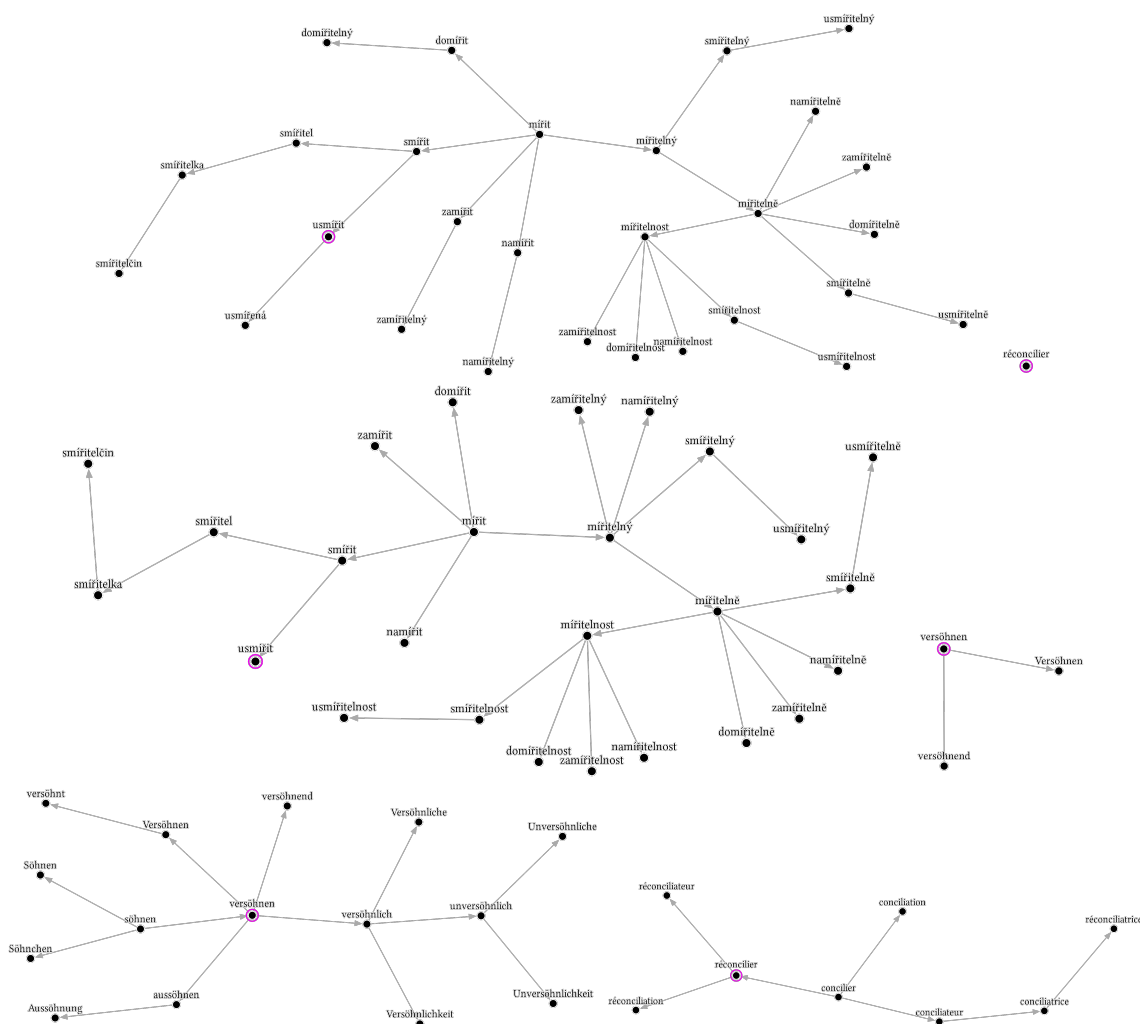 usmířitelný
domířitelný
domířit
smířitelný
namířitelně
mířit
smířitel
smířit
mířitelný
zamířitelně
smířitelka
mířitelně
zamířit
usmířit
mířitelnost
domířitelně
namířit
smířitelčin
smířitelně
usmířená
zamířitelný
smířitelnost
usmířitelně
zamířitelnost
domířitelnost
namířitelnost
usmířitelnost
réconcilier
namířitelný
domířit
zamířitelný
namířitelný
zamířit
smířitelný
usmířitelně
smířitelčin
smířitel
mířit
mířitelný
usmířitelný
smířit
smířitelka
smířitelně
mířitelně
mířitelnost
namířit
versöhnen
usmířit
namířitelně
Versöhnen
usmířitelnost
smířitelnost
zamířitelně
domířitelně
domířitelnost
zamířitelnost
namířitelnost
versöhnend
versöhnt
versöhnend
Versöhnen
Versöhnliche
Unversöhnliche
Söhnen
réconciliateur
conciliation
söhnen
versöhnen
versöhnlich
unversöhnlich
réconciliatrice
Söhnchen
réconcilier
aussöhnen
Aussöhnung
Versöhnlichkeit
Unversöhnlichkeit
réconciliation
concilier
conciliateur
conciliatrice